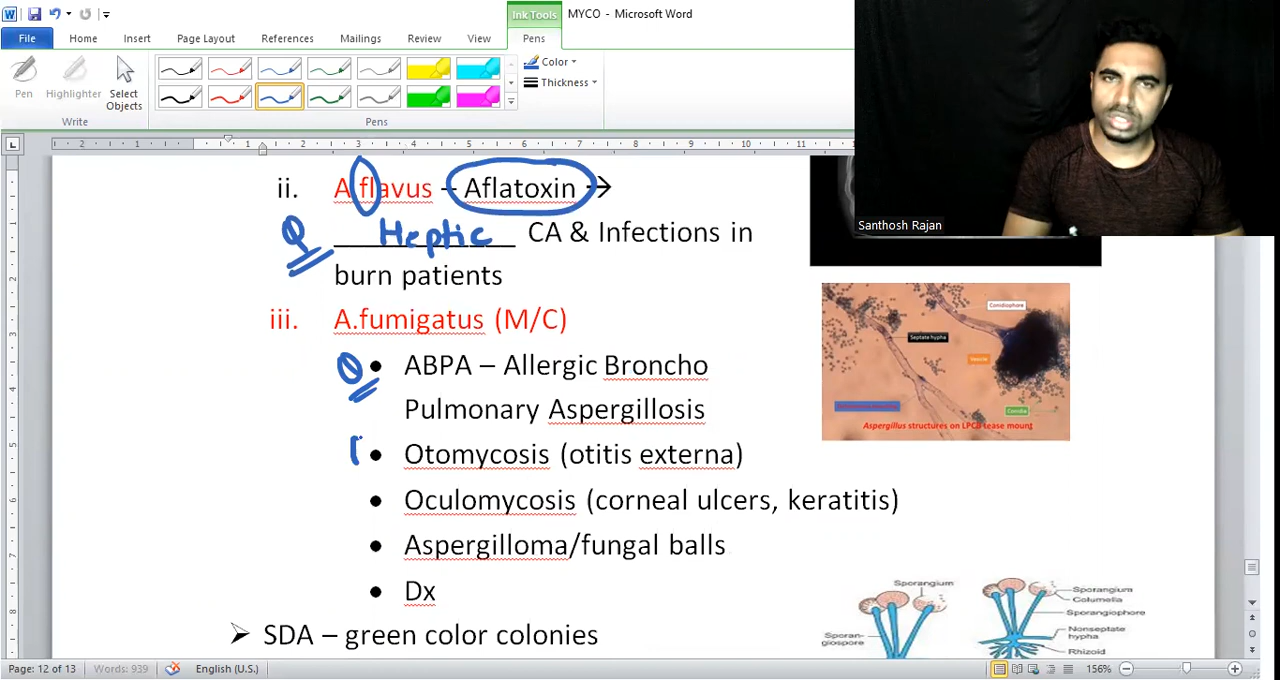 Ink Tools
MYCO - Microsoft Word
File Home Insert Page Layout References Mailings Review View Pens
Pen Highlighter Select Objects
Color
Thickness
Write
Pens
Santhosh Rajan
ii. A.flavus – Aflatoxin →
Q Heptic CA & Infections in
burn patients
iii. A.fumigatus (M/C)
Q • ABPA – Allergic Broncho
Pulmonary Aspergillosis
• Otomycosis (otitis externa)
• Oculomycosis (corneal ulcers, keratitis)
• Aspergilloma/fungal balls
• Dx
➢ SDA – green color colonies
Conidiophore
Septate hypha
Vesicle
Conidia
Aspergillus structures on LPCB tease mount
Sporangium
Sporan-
giospore
Sporangium
Columella
Sporangiophore
Nonseptate
hypha
Rhizoid
Page: 12 of 13 Words: 939 English (U.S.) 156%